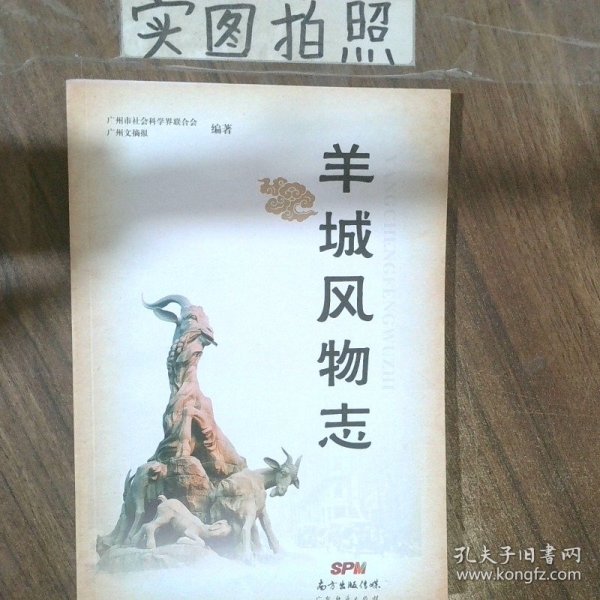 实图拍照
广州市社会科学界联合会
广州文摘报
编著
羊城风物志
YANGCHENGFENGWUZHI
SPM
南方出版传媒
孔夫子旧书网
www.kongfz.com